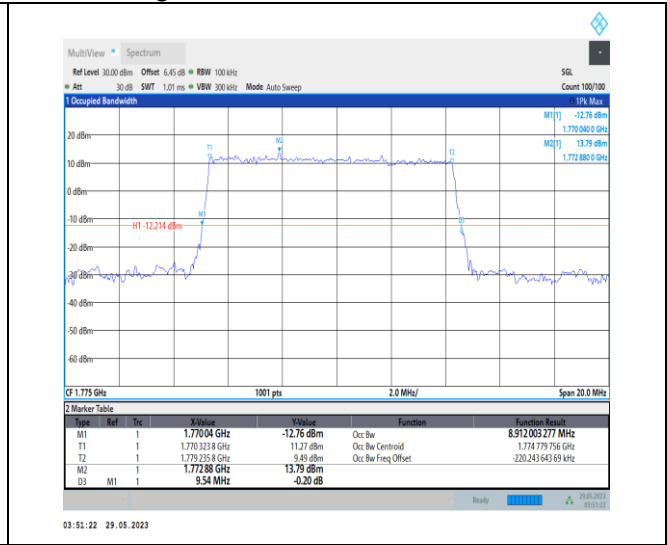 MultiView Spectrum
Ref Level 30.00 dBm Offset 6.45 dB RBW 100 kHz SGL
Att 30 dB SWT 1.01 ms VBW 300 kHz Mode Auto Sweep Count 100/100
1 Occupied Bandwidth 1Pk Max
M1[1] -12.76 dBm
1.770 040 0 GHz
M2[1] 13.79 dBm
1.772 880 0 GHz
20 dBm
M2
T1
T2
10 dBm
0 dBm
-10 dBm
M1
D3
H1 -12.214 dBm
-20 dBm
-30 dBm
-40 dBm
-50 dBm
-60 dBm
CF 1.775 GHz 1001 pts 2.0 MHz/ Span 20.0 MHz
2 Marker Table
Type Ref Trc X-Value Y-Value Function Function Result
M1 1 1.77004 GHz -12.76 dBm Occ Bw 8.912 003 277 MHz
T1 1 1.770 323 8 GHz 11.27 dBm Occ Bw Centroid 1.774 779 756 GHz
T2 1 1.779 235 8 GHz 9.49 dBm Occ Bw Freq Offset -220.243 643 69 kHz
M2 1 1.772 88 GHz 13.79 dBm
D3 M1 1 9.54 MHz -0.20 dB
Ready 29.05.2023
03:51:22
03:51:22 29.05.2023